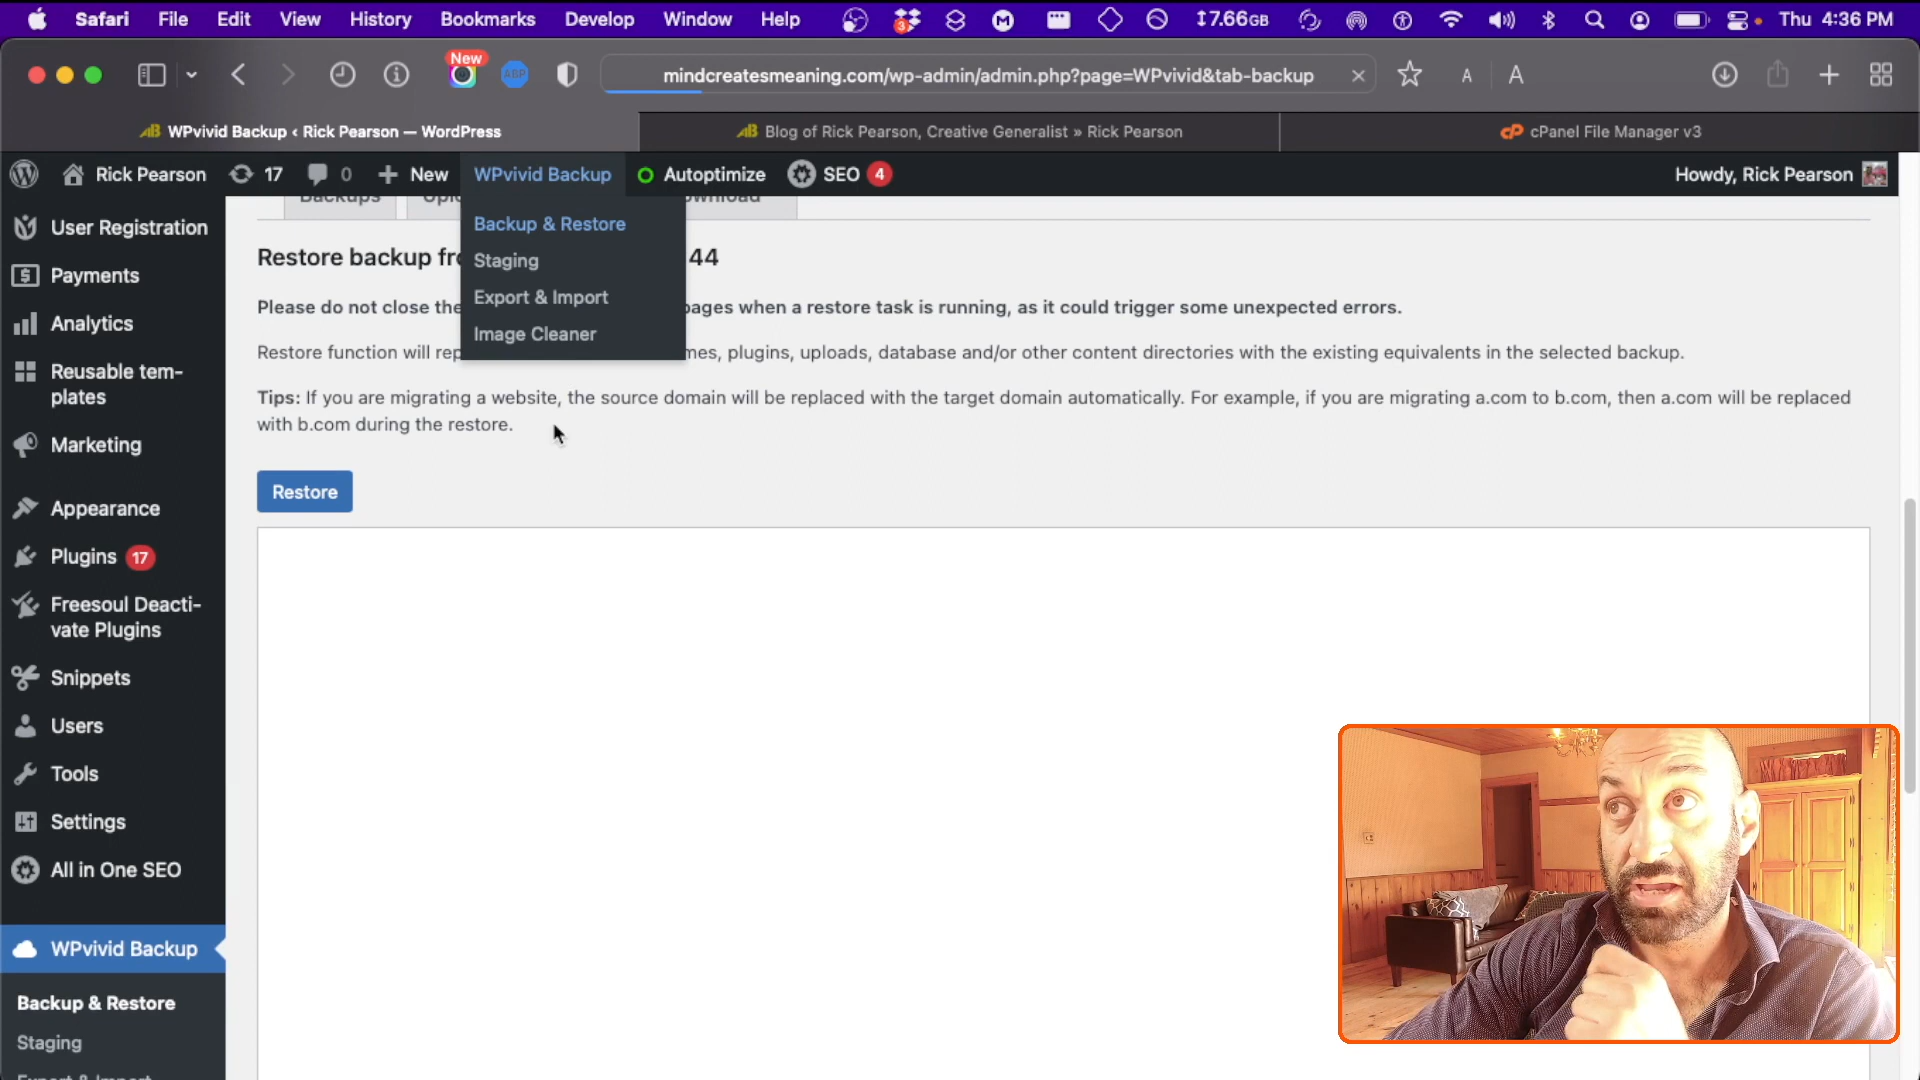 Safari File Edit View History Bookmarks Develop Window Help 3 M 7.66GB Thu 4:36 PM
New
ABP mindcreatesmeaning.com/wp-admin/admin.php?page=WPvivid&tab-backup A A
WPvivid Backup ‹ Rick Pearson — WordPress
Blog of Rick Pearson, Creative Generalist » Rick Pearson
cPanel File Manager v3
Rick Pearson 17 0 New WPvivid Backup Autoptimize SEO 4 Howdy, Rick Pearson
Backups
User Registration
Payments
Analytics
Reusable tem-
plates
Marketing
Appearance
Plugins 17
Freesoul Deacti-
vate Plugins
Snippets
Users
Tools
Settings
All in One SEO
WPvivid Backup
Backup & Restore
Staging
Export & Import
Backup & Restore
Staging
Export & Import
Image Cleaner
Restore backup fr 44
Please do not close the ages when a restore task is running, as it could trigger some unexpected errors.
Restore function will rep mes, plugins, uploads, database and/or other content directories with the existing equivalents in the selected backup.
Tips: If you are migrating a website, the source domain will be replaced with the target domain automatically. For example, if you are migrating a.com to b.com, then a.com will be replaced
with b.com during the restore.
Restore